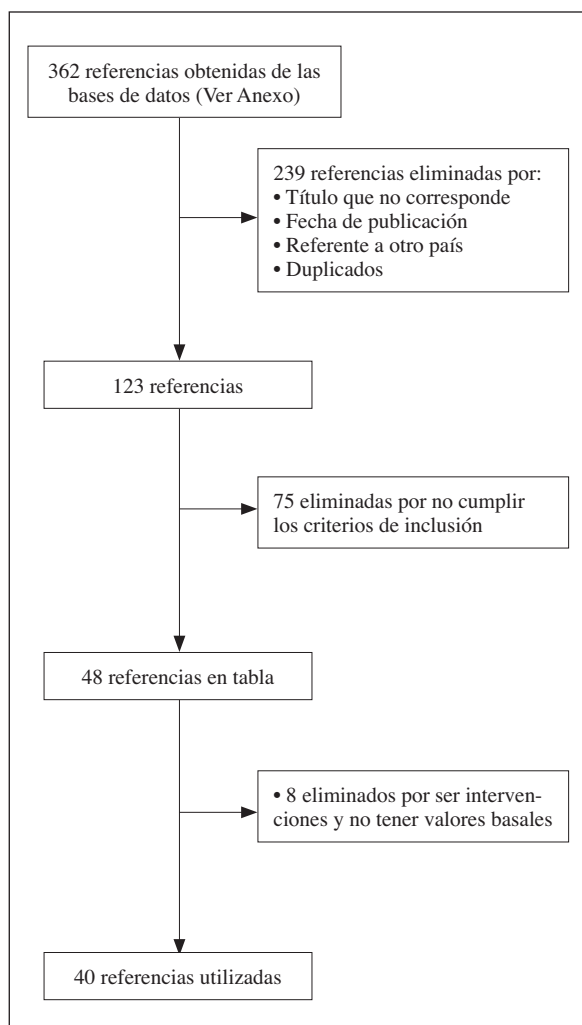 362 referencias obtenidas de las
bases de datos (Ver Anexo)
239 referencias eliminadas por:
• Título que no corresponde
• Fecha de publicación
• Referente a otro país
• Duplicados
123 referencias
75 eliminadas por no cumplir
los criterios de inclusión
48 referencias en tabla
• 8 eliminados por ser interven-
ciones y no tener valores basales
40 referencias utilizadas